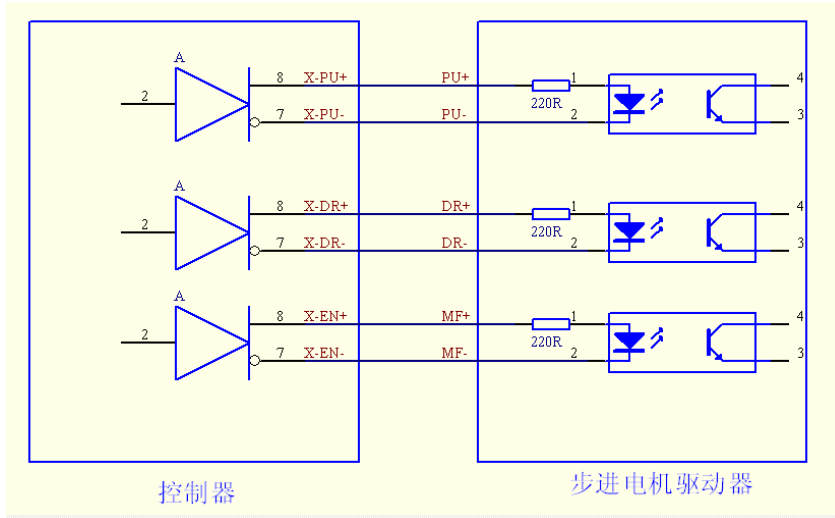 A
2 8 X-PU+ PU+ 1 4
220R
7 X-PU- PU- 2 3
A
2 8 X-DR+ DR+ 1 4
220R
7 X-DR- DR- 2 3
A
2 8 X-EN+ MF+ 1 4
220R
7 X-EN- MF- 2 3
控制器 步进电机驱动器